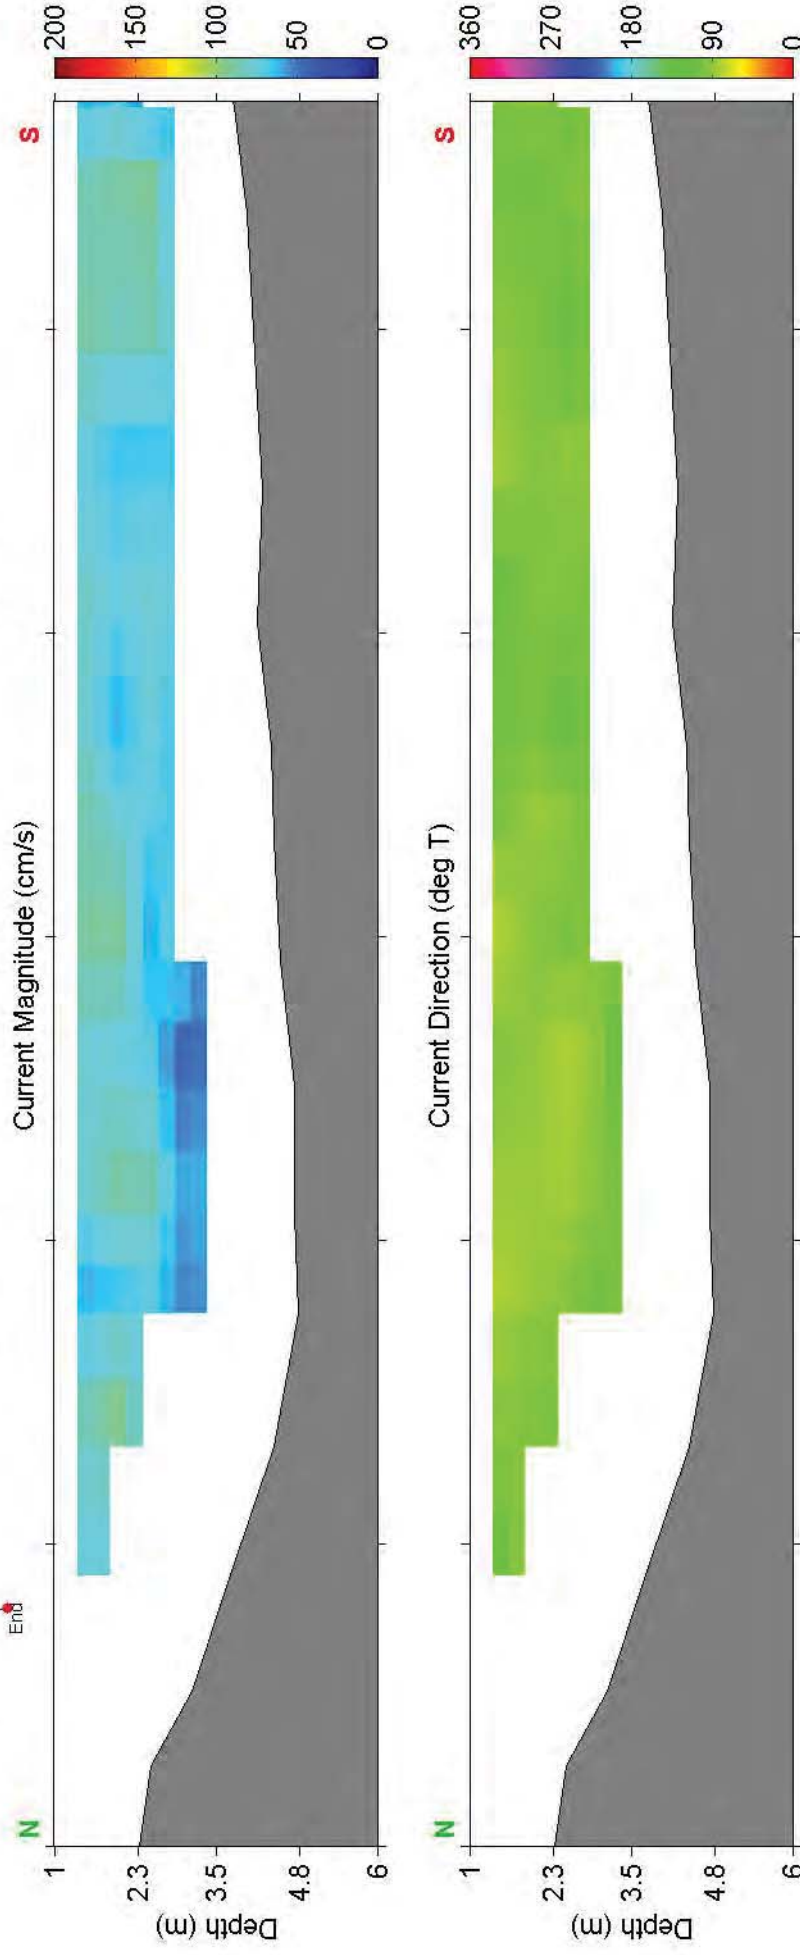 End
Current Magnitude (cm/s)
N
S
1
2.3
3.5
4.8
6
Depth (m)
200
150
100
50
0
Current Direction (deg T)
N
S
1
2.3
3.5
4.8
6
Depth (m)
360
270
180
90
0